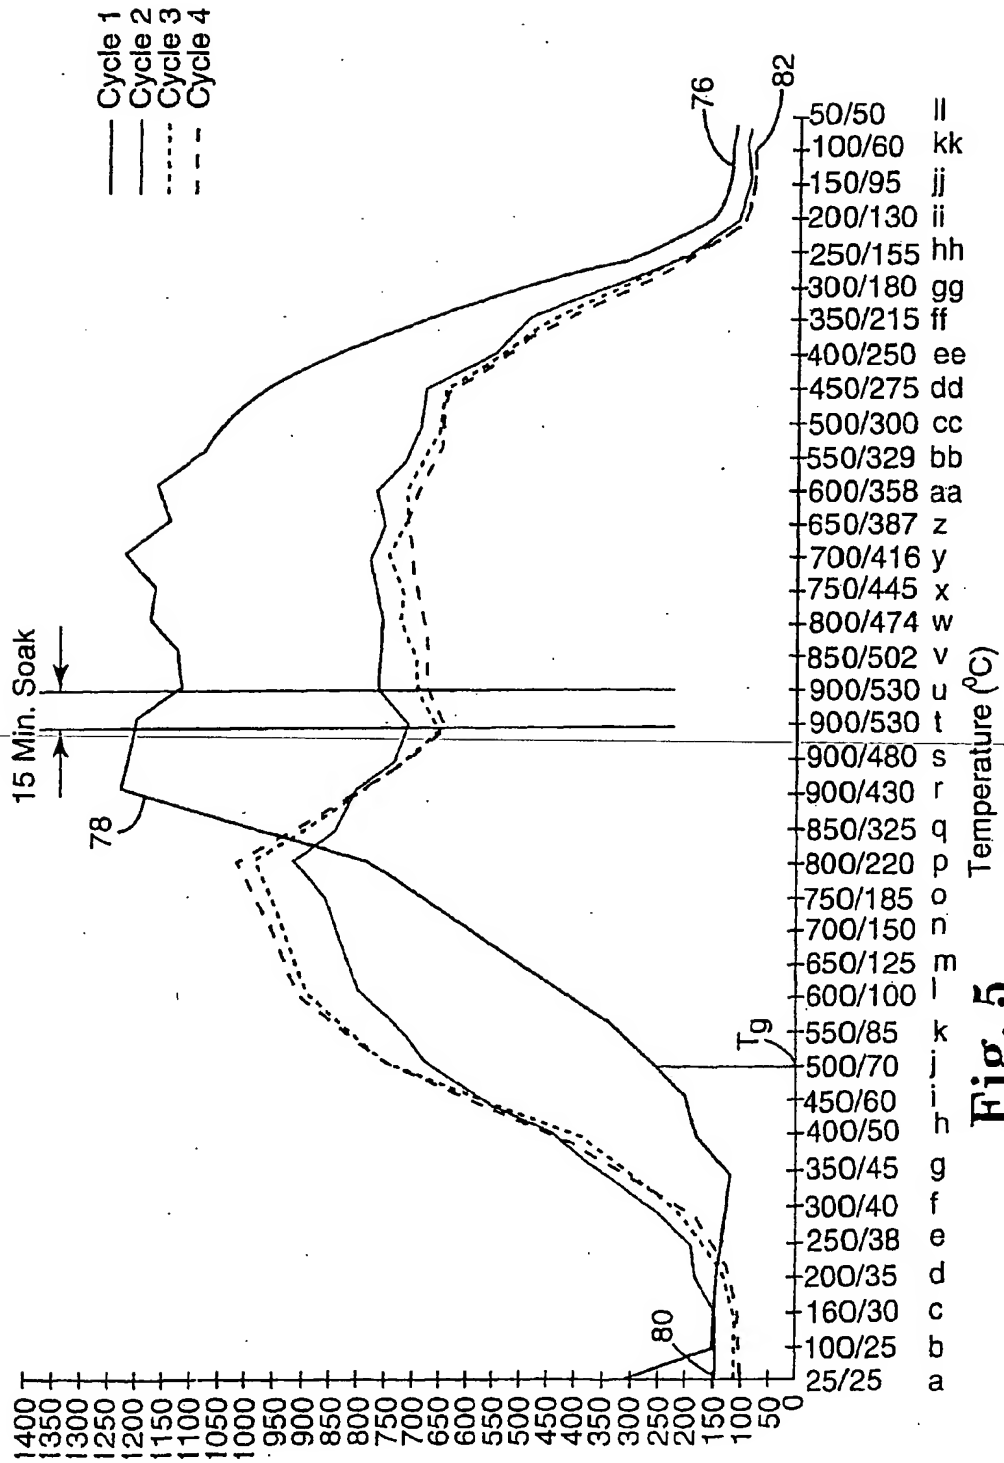 Cycle 1
Cycle 2
Cycle 3
Cycle 4
15 Min. Soak
78
76
82
80
Tg
1400
1350
1300
1250
1200
1150
1100
1050
1000
950
900
850
800
750
700
650
600
550
500
450
400
350
300
250
200
150
100
50
0
25/25 a
100/25 b
160/30 c
200/35 d
250/38 e
300/40 f
350/45 g
400/50 h
450/60 i
500/70 j
550/85 k
600/100 l
650/125 m
700/150 n
750/185 o
800/220 p
850/325 q
900/430 r
900/480 s
900/530 t
900/530 u
850/502 v
800/474 w
750/445 x
700/416 y
650/387 z
600/358 aa
550/329 bb
500/300 cc
450/275 dd
400/250 ee
350/215 ff
300/180 gg
250/155 hh
200/130 ii
150/95 jj
100/60 kk
50/50 ll
Temperature (⁰C)
Fig. 5